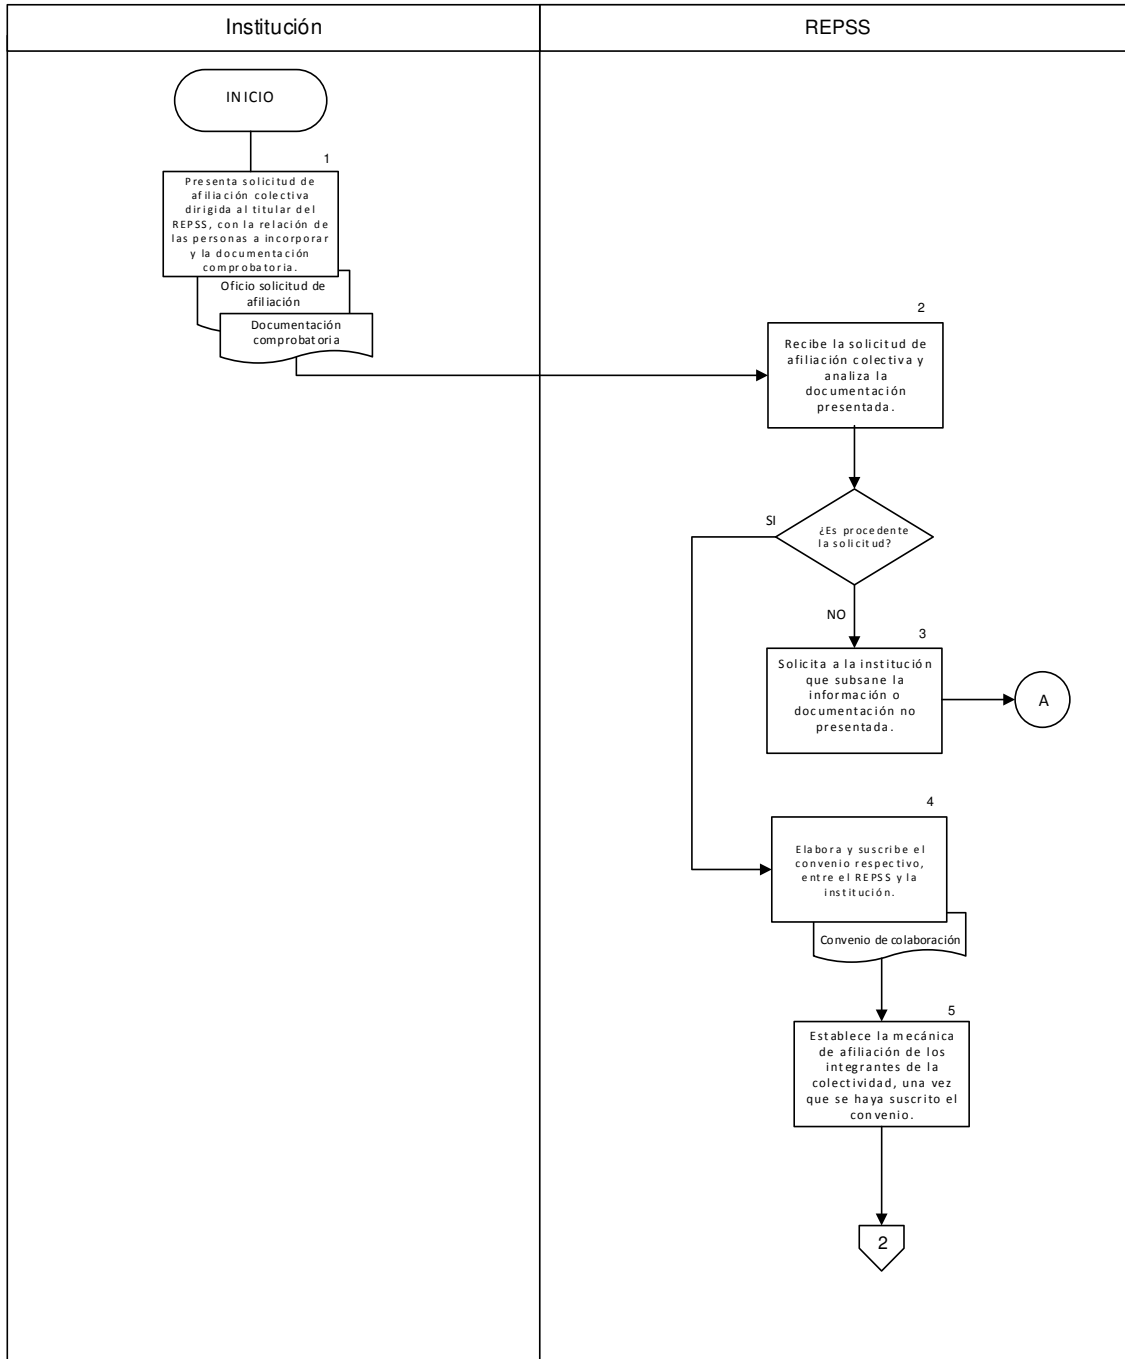 Institución
REPSS
INICIO
1
Presenta solicitud de
afiliación colectiva
dirigida al titular del
REPSS, con la relación de
las personas a incorporar
y la documentación
comprobatoria.
Oficio solicitud de
afiliación
Documentación
comprobatoria
2
Recibe la solicitud de
afiliación colectiva y
analiza la
documentación
presentada.
SI
¿Es procedente
la solicitud?
NO
3
Solicita a la institución
que subsane la
información o
documentación no
presentada.
A
4
Elabora y suscribe el
convenio respectivo,
entre el REPSS y la
institución.
Convenio de colaboración
5
Establece la mecánica
de afiliación de los
integrantes de la
colectividad, una vez
que se haya suscrito el
convenio.
2